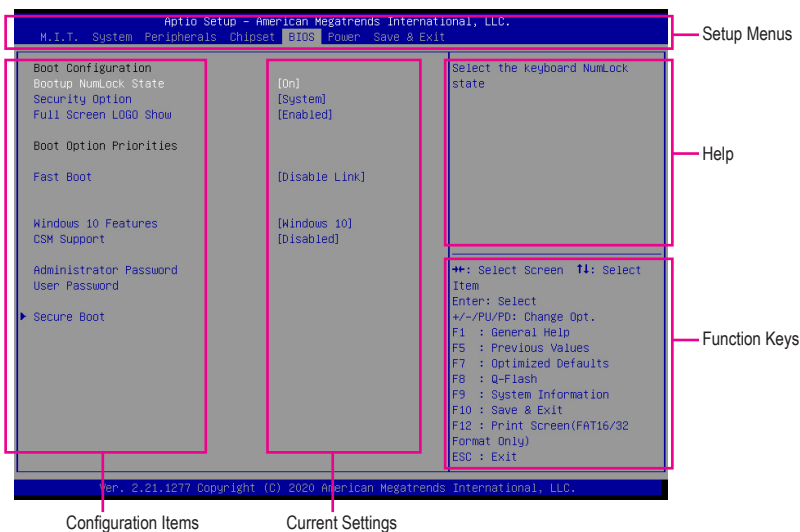 Aptio Setup – American Megatrends International, LLC.
M.I.T. System Peripherals Chipset BIOS Power Save & Exit
Setup Menus
Boot Configuration
Bootup NumLock State [On]
Security Option [System]
Full Screen LOGO Show [Enabled]
Boot Option Priorities
Fast Boot [Disable Link]
Windows 10 Features [Windows 10]
CSM Support [Disabled]
Administrator Password
User Password
Secure Boot
Select the keyboard NumLock
state
Help
→←: Select Screen ↑↓: Select
Item
Enter: Select
+/-/PU/PD: Change Opt.
F1 : General Help
F5 : Previous Values
F7 : Optimized Defaults
F8 : Q-Flash
F9 : System Information
F10 : Save & Exit
F12 : Print Screen(FAT16/32
Format Only)
ESC : Exit
Function Keys
Ver. 2.21.1277 Copyright (C) 2020 American Megatrends International, LLC.
Configuration Items
Current Settings